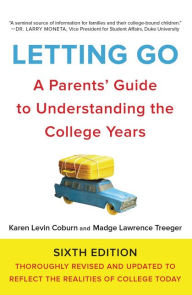 "A seminal source of information for families and their college-bound children."
—DR. LARRY MONETA, Vice President for Student Affairs, Duke University
LETTING GO
A Parents' Guide
to Understanding the
College Years
Karen Levin Coburn and Madge Lawrence Treeger
SIXTH EDITION
THOROUGHLY REVISED AND UPDATED TO
REFLECT THE REALITIES OF COLLEGE TODAY